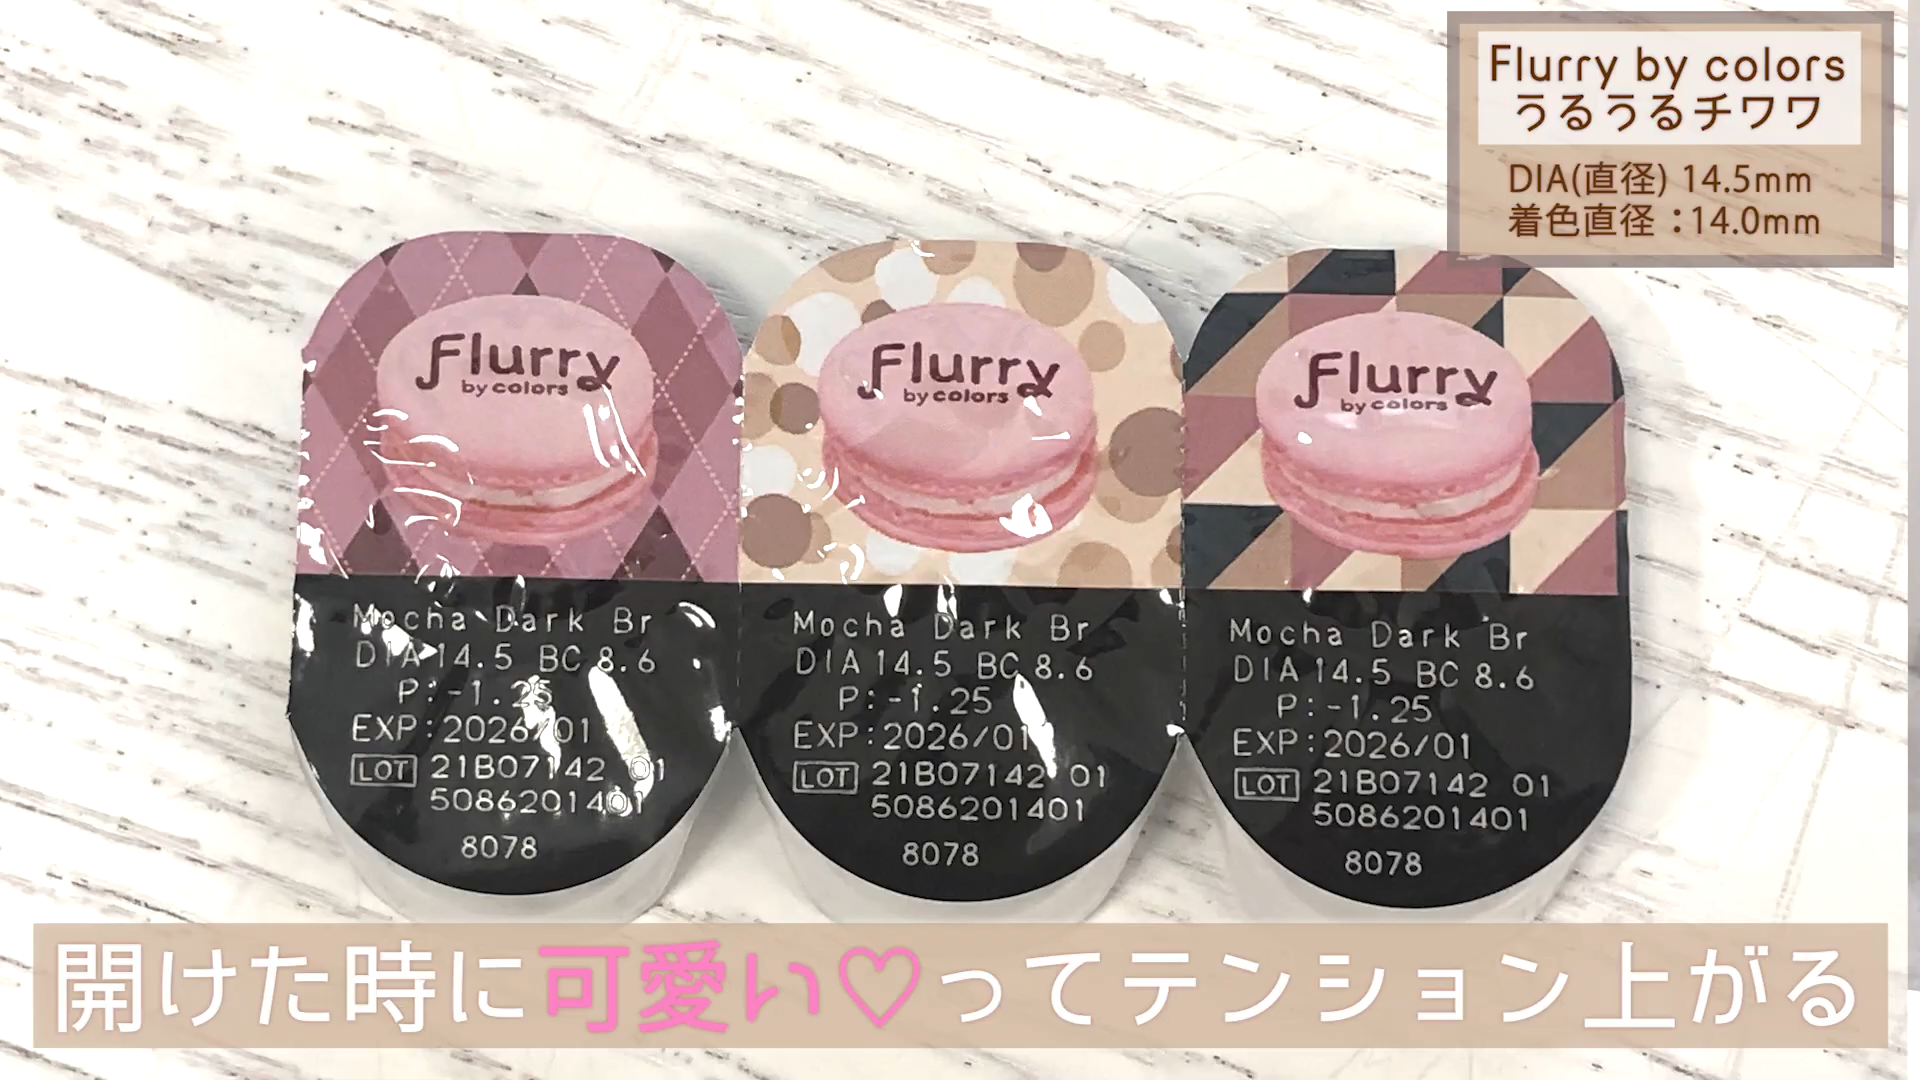 Flurry by colors
うるうるチワワ
DIA(直径) 14.5mm
着色直径：14.0mm
Flurry
by colors
Mocha Dark Br
DIA 14.5 BC 8.6
P:-1.25
EXP:2026/01
LOT 21B07142 01
5086201401
8078
Flurry
by colors
Mocha Dark Br
DIA 14.5 BC 8.6
P:-1.25
EXP:2026/01
LOT 21B07142 01
5086201401
8078
Flurry
by colors
Mocha Dark Br
DIA 14.5 BC 8.6
P:-1.25
EXP:2026/01
LOT 21B07142 01
5086201401
8078
開けた時に可愛い♡ってテンション上がる